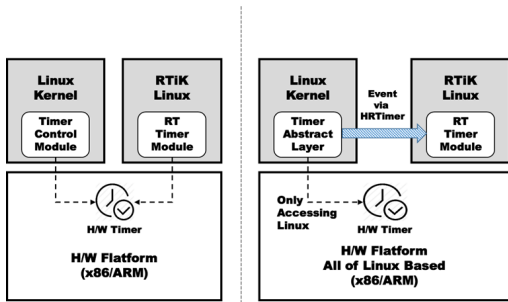 Linux
Kernel
Timer
Control
Module
RTiK
Linux
RT
Timer
Module
H/W Timer
H/W Flatform
(x86/ARM)
Linux
Kernel
Timer
Abstract
Layer
Event
via
HRTimer
RTiK
Linux
RT
Timer
Module
Only
Accessing
Linux
H/W Timer
H/W Flatform
All of Linux Based
(x86/ARM)